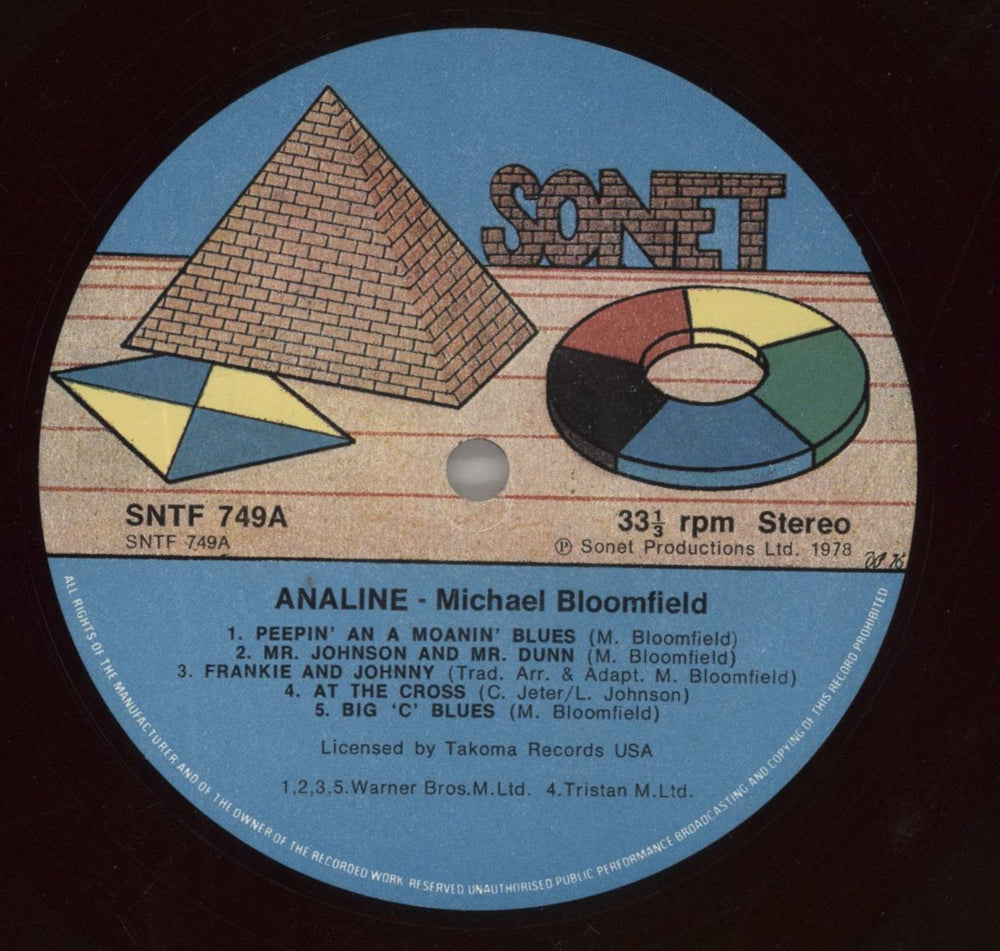 SONET
SNTF 749A
SNTF 749A
33⅓ rpm Stereo
Ⓟ Sonet Productions Ltd. 1978
ANALINE - Michael Bloomfield
1. PEEPIN' AN A MOANIN' BLUES (M. Bloomfield)
2. MR. JOHNSON AND MR. DUNN (M. Bloomfield)
3. FRANKIE AND JOHNNY (Trad. Arr. & Adapt. M. Bloomfield)
4. AT THE CROSS (C. Jeter/L. Johnson)
5. BIG 'C' BLUES (M. Bloomfield)
Licensed by Takoma Records USA
1,2,3,5.Warner Bros.M.Ltd. 4.Tristan M.Ltd.
ALL RIGHTS OF THE MANUFACTURER AND OF THE OWNER OF THE RECORDED WORK RESERVED UNAUTHORISED PUBLIC PERFORMANCE BROADCASTING AND COPYING OF THIS RECORD PROHIBITED